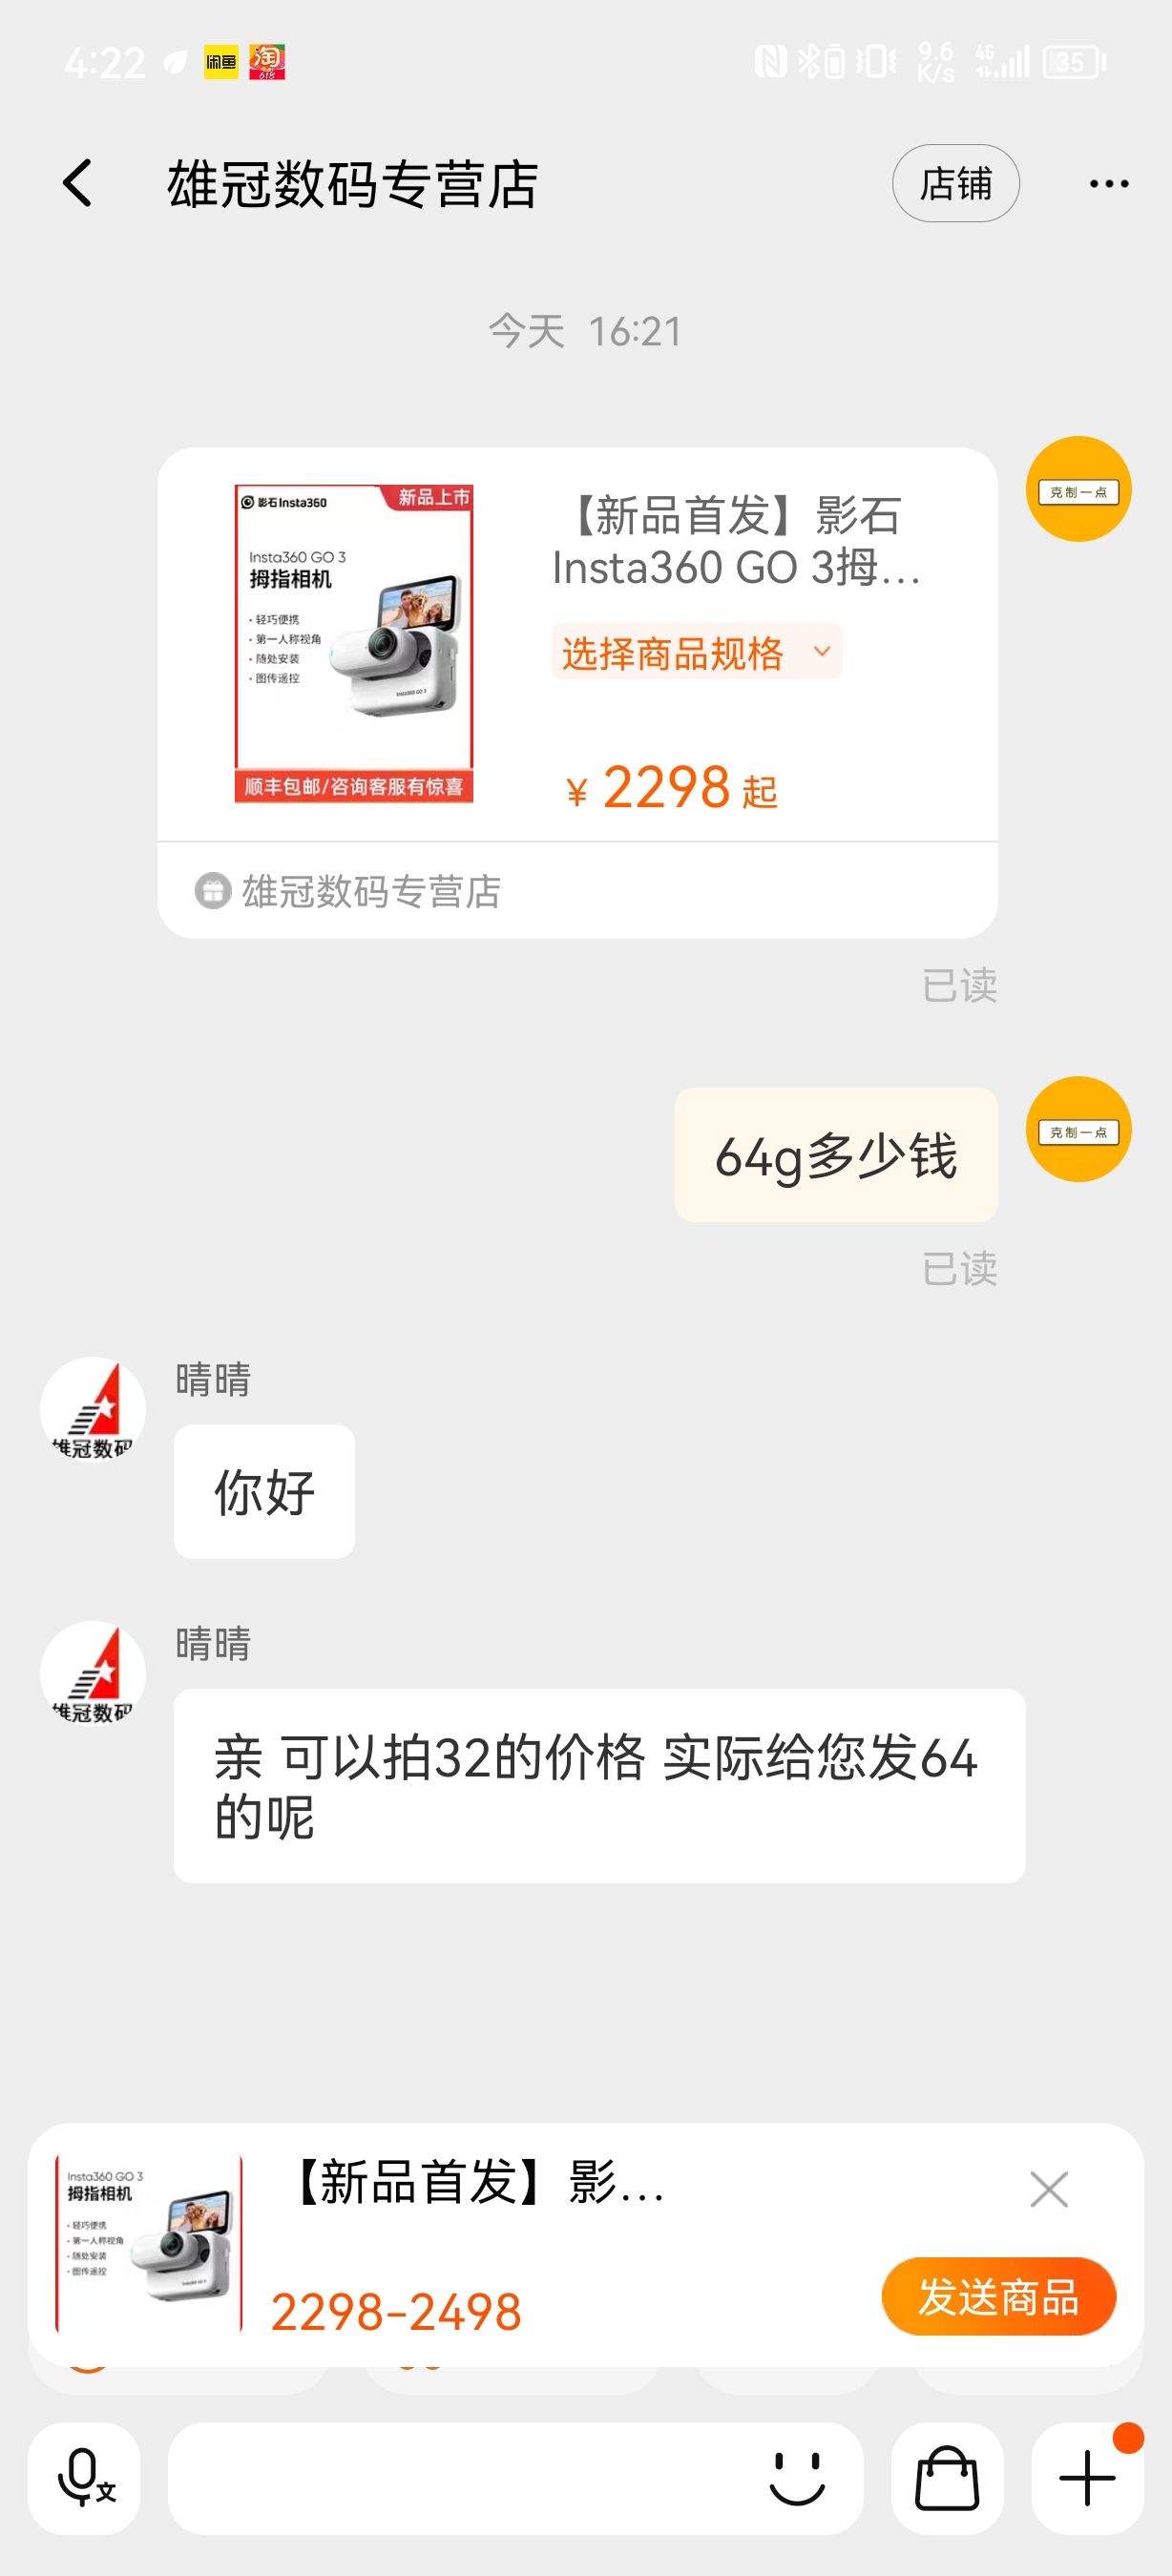 4:22
闲鱼
淘
618
9.6
K/s
4G
35
雄冠数码专营店
店铺
今天 16:21
影石Insta360
新品上市
Insta360 GO 3
拇指相机
· 轻巧便携
· 第一人称视角
· 随处安装
· 图传遥控
Insta360 GO 3
顺丰包邮/咨询客服有惊喜
【新品首发】影石
Insta360 GO 3拇...
选择商品规格
¥ 2298 起
雄冠数码专营店
克制一点
已读
64g多少钱
克制一点
已读
晴晴
雄冠数码
你好
晴晴
雄冠数码
亲 可以拍32的价格 实际给您发64
的呢
Insta360 GO 3
拇指相机
· 轻巧便携
· 第一人称视角
· 随处安装
· 图传遥控
【新品首发】影...
2298-2498
发送商品
文